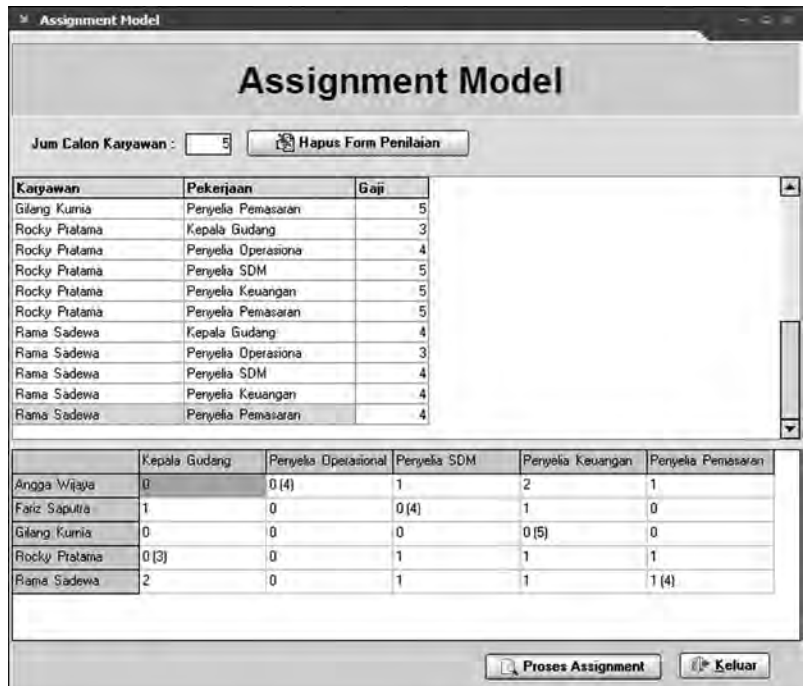 Assignment Model
Assignment Model
Jum Calon Karyawan : 5 Hapus Form Penilaian
Karyawan Pekerjaan Gaji
Gilang Kurnia Penyelia Pemasaran 5
Rocky Pratama Kepala Gudang 3
Rocky Pratama Penyelia Operasiona 4
Rocky Pratama Penyelia SDM 5
Rocky Pratama Penyelia Keuangan 5
Rocky Pratama Penyelia Pemasaran 5
Rama Sadewa Kepala Gudang 4
Rama Sadewa Penyelia Operasiona 3
Rama Sadewa Penyelia SDM 4
Rama Sadewa Penyelia Keuangan 4
Rama Sadewa Penyelia Pemasaran 4
Kepala Gudang Penyelia Operasional Penyelia SDM Penyelia Keuangan Penyelia Pemasaran
Angga Wijaya 0 0 (4) 1 2 1
Fariz Saputra 1 0 0 (4) 1 0
Gilang Kurnia 0 0 0 0 (5) 0
Rocky Pratama 0 (3) 0 1 1 1
Rama Sadewa 2 0 1 1 1 (4)
Proses Assignment Keluar